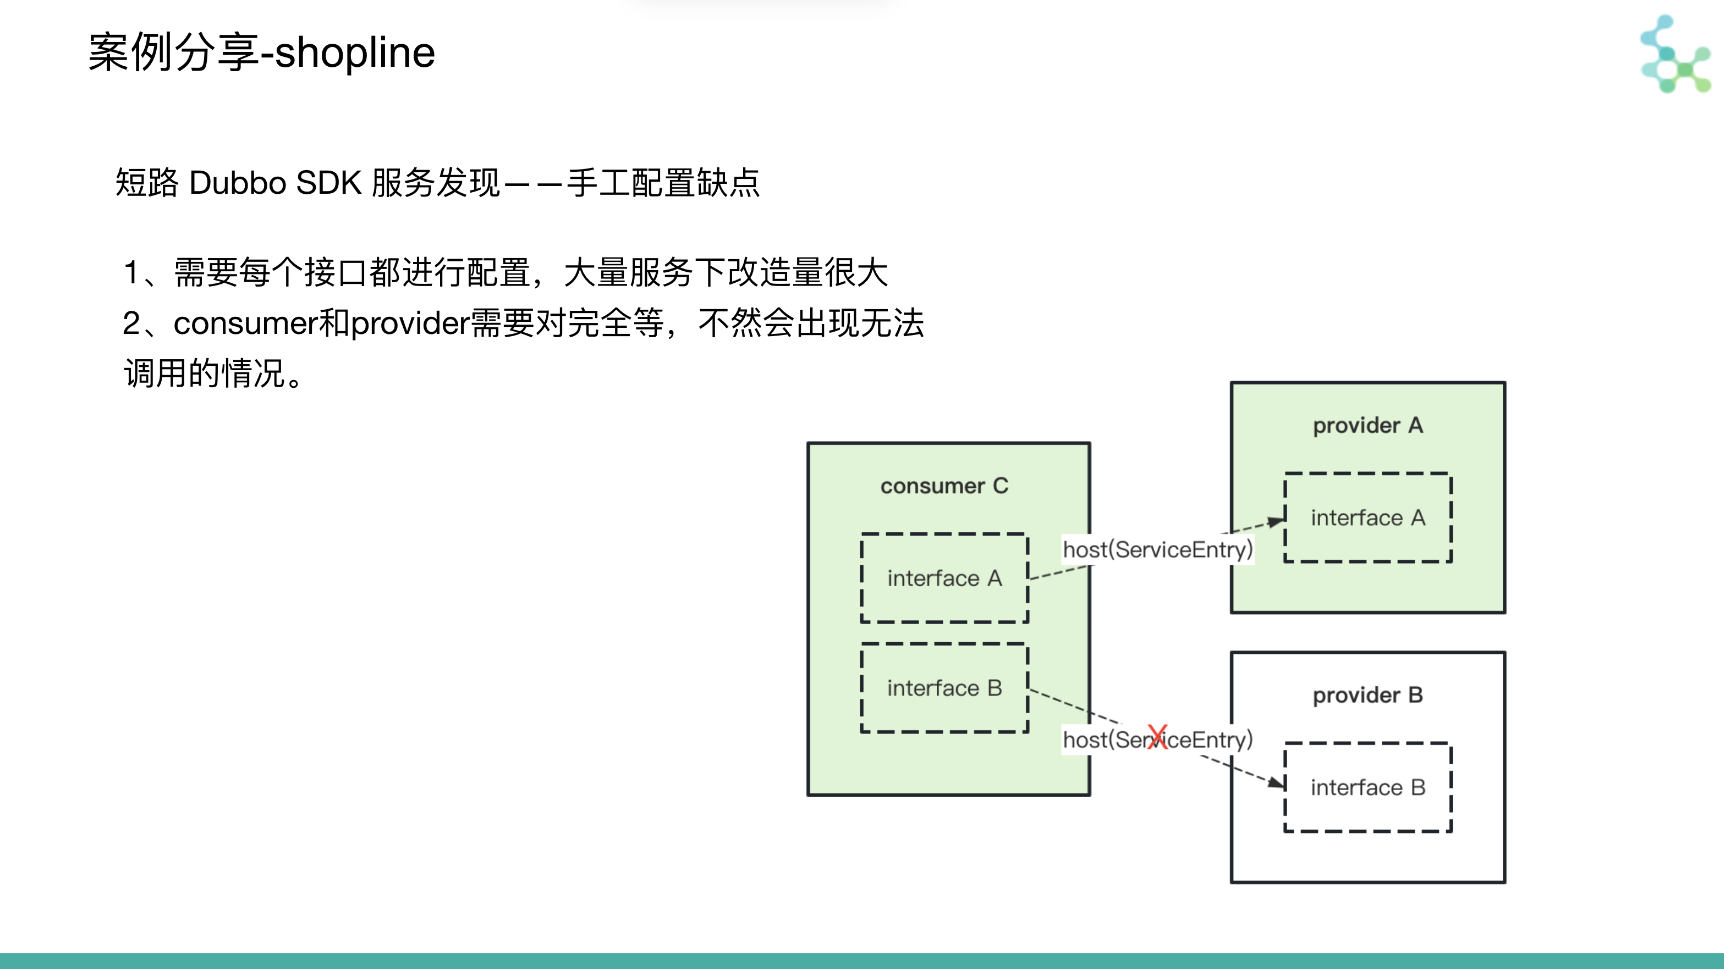 案例分享-shopline
短路 Dubbo SDK 服务发现——手工配置缺点
1、需要每个接口都进行配置，大量服务下改造量很大
2、consumer和provider需要对完全等，不然会出现无法
调用的情况。
provider A
interface A
consumer C
interface A
host(ServiceEntry)
interface B
host(ServiceEntry)
X
provider B
interface B